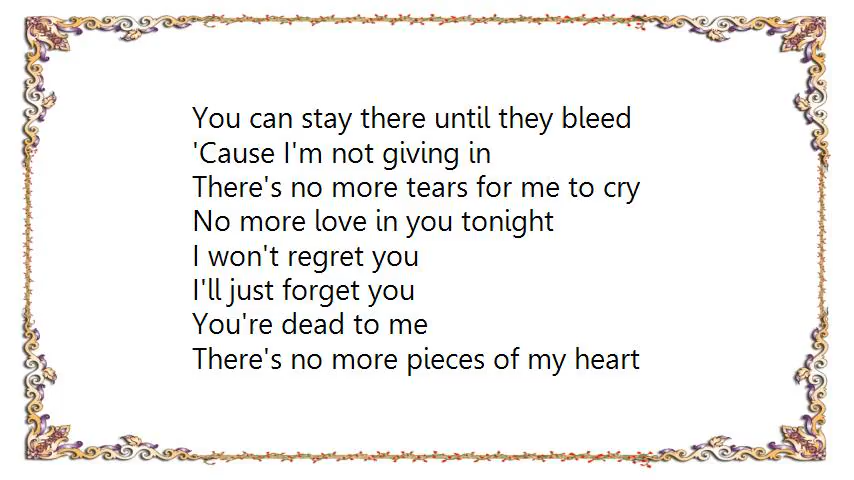 You can stay there until they bleed
'Cause I'm not giving in
There's no more tears for me to cry
No more love in you tonight
I won't regret you
I'll just forget you
You're dead to me
There's no more pieces of my heart